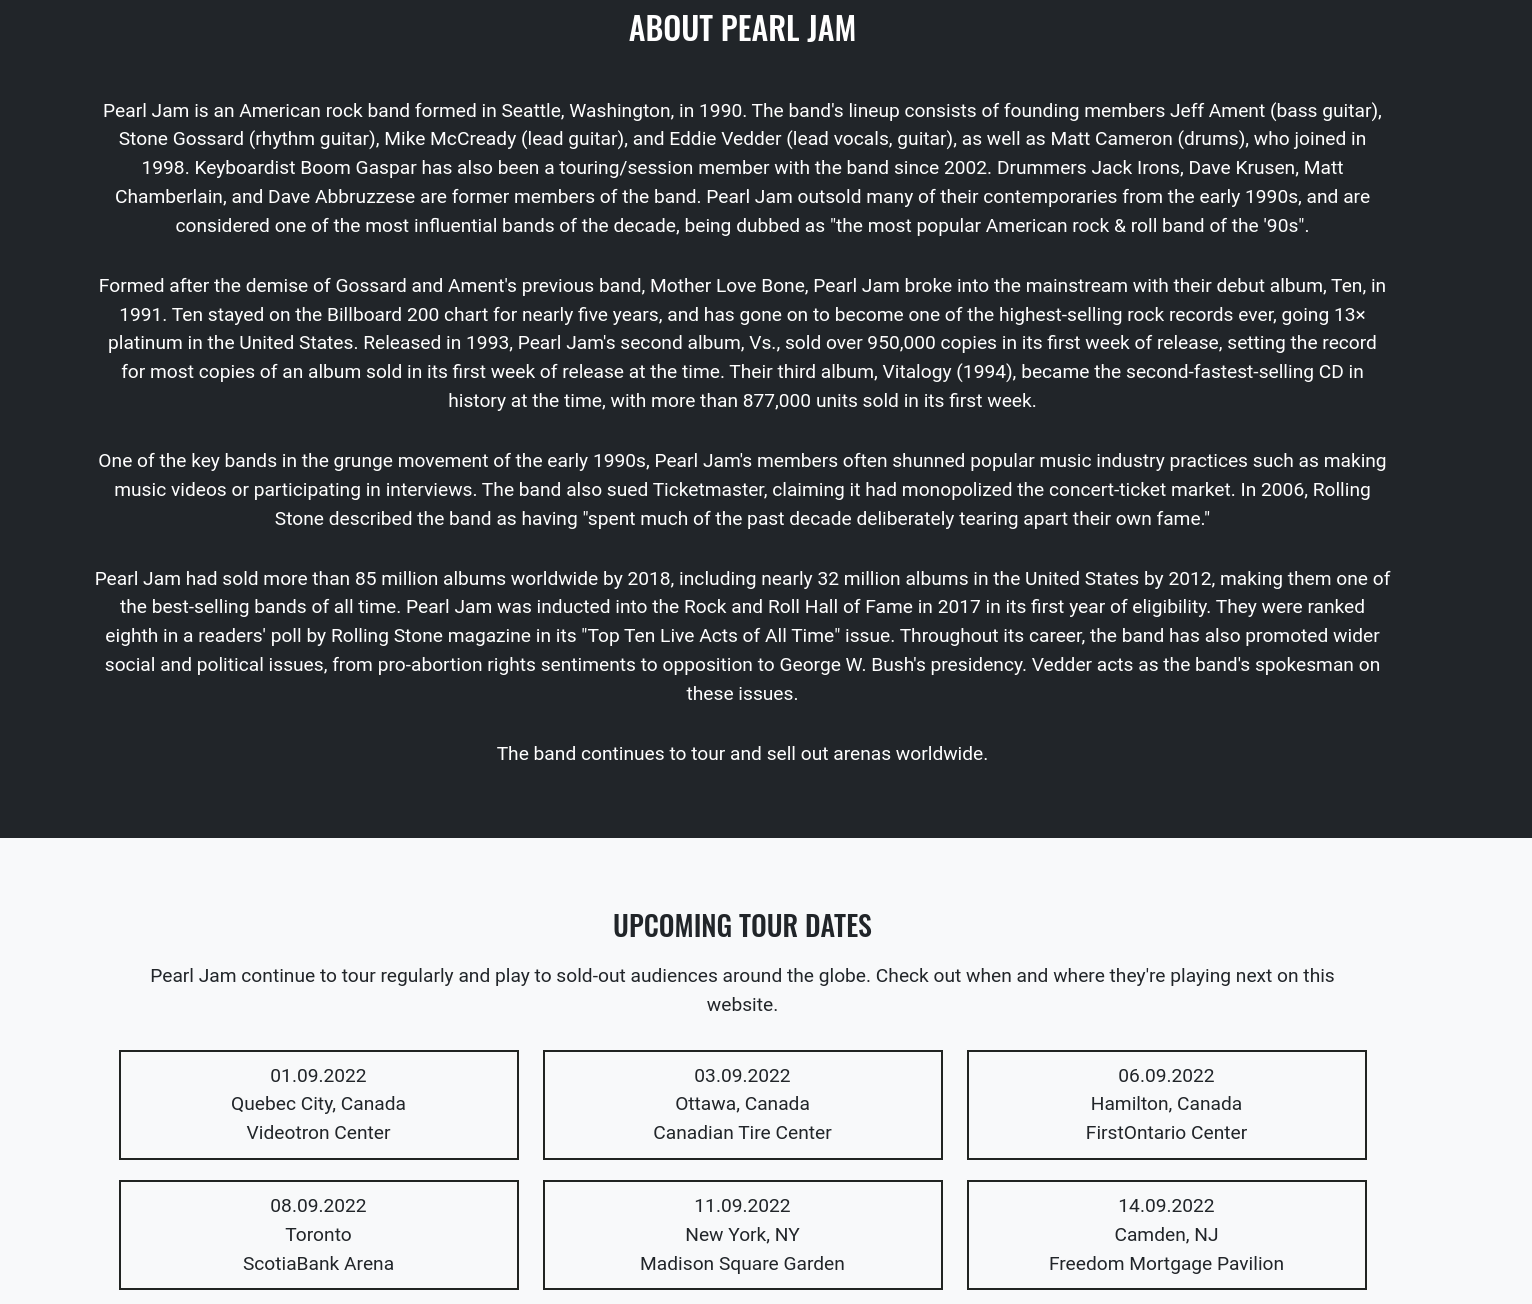 ABOUT PEARL JAM
Pearl Jam is an American rock band formed in Seattle, Washington, in 1990. The band's lineup consists of founding members Jeff Ament (bass guitar),
Stone Gossard (rhythm guitar), Mike McCready (lead guitar), and Eddie Vedder (lead vocals, guitar), as well as Matt Cameron (drums), who joined in
1998. Keyboardist Boom Gaspar has also been a touring/session member with the band since 2002. Drummers Jack Irons, Dave Krusen, Matt
Chamberlain, and Dave Abbruzzese are former members of the band. Pearl Jam outsold many of their contemporaries from the early 1990s, and are
considered one of the most influential bands of the decade, being dubbed as "the most popular American rock & roll band of the '90s".
Formed after the demise of Gossard and Ament's previous band, Mother Love Bone, Pearl Jam broke into the mainstream with their debut album, Ten, in
1991. Ten stayed on the Billboard 200 chart for nearly five years, and has gone on to become one of the highest-selling rock records ever, going 13×
platinum in the United States. Released in 1993, Pearl Jam's second album, Vs., sold over 950,000 copies in its first week of release, setting the record
for most copies of an album sold in its first week of release at the time. Their third album, Vitalogy (1994), became the second-fastest-selling CD in
history at the time, with more than 877,000 units sold in its first week.
One of the key bands in the grunge movement of the early 1990s, Pearl Jam's members often shunned popular music industry practices such as making
music videos or participating in interviews. The band also sued Ticketmaster, claiming it had monopolized the concert-ticket market. In 2006, Rolling
Stone described the band as having "spent much of the past decade deliberately tearing apart their own fame."
Pearl Jam had sold more than 85 million albums worldwide by 2018, including nearly 32 million albums in the United States by 2012, making them one of
the best-selling bands of all time. Pearl Jam was inducted into the Rock and Roll Hall of Fame in 2017 in its first year of eligibility. They were ranked
eighth in a readers' poll by Rolling Stone magazine in its "Top Ten Live Acts of All Time" issue. Throughout its career, the band has also promoted wider
social and political issues, from pro-abortion rights sentiments to opposition to George W. Bush's presidency. Vedder acts as the band's spokesman on
these issues.
The band continues to tour and sell out arenas worldwide.
UPCOMING TOUR DATES
Pearl Jam continue to tour regularly and play to sold-out audiences around the globe. Check out when and where they're playing next on this
website.
01.09.2022
Quebec City, Canada
Videotron Center
03.09.2022
Ottawa, Canada
Canadian Tire Center
06.09.2022
Hamilton, Canada
FirstOntario Center
08.09.2022
Toronto
ScotiaBank Arena
11.09.2022
New York, NY
Madison Square Garden
14.09.2022
Camden, NJ
Freedom Mortgage Pavilion